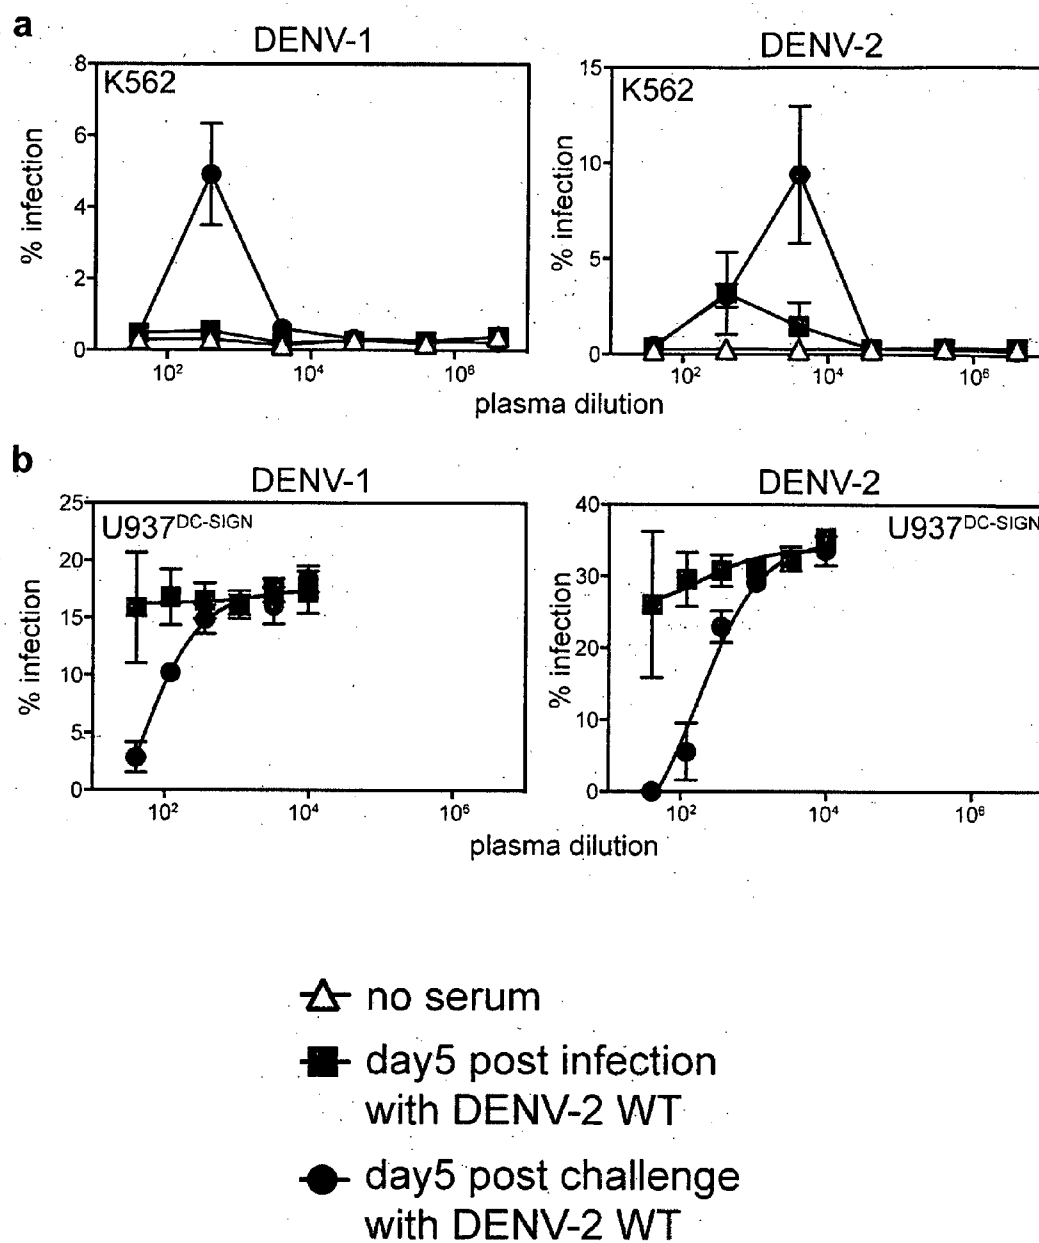 a
DENV-1
DENV-2
8
6
4
2
0
% infection
K562
10²
10⁴
10⁶
15
10
5
0
% infection
K562
10²
10⁴
10⁶
plasma dilution
b
DENV-1
DENV-2
25
20
15
10
5
0
% infection
U937DC-SIGN
10²
10⁴
10⁶
40
30
20
10
0
% infection
U937DC-SIGN
10²
10⁴
10⁶
plasma dilution
no serum
day5 post infection
with DENV-2 WT
day5 post challenge
with DENV-2 WT